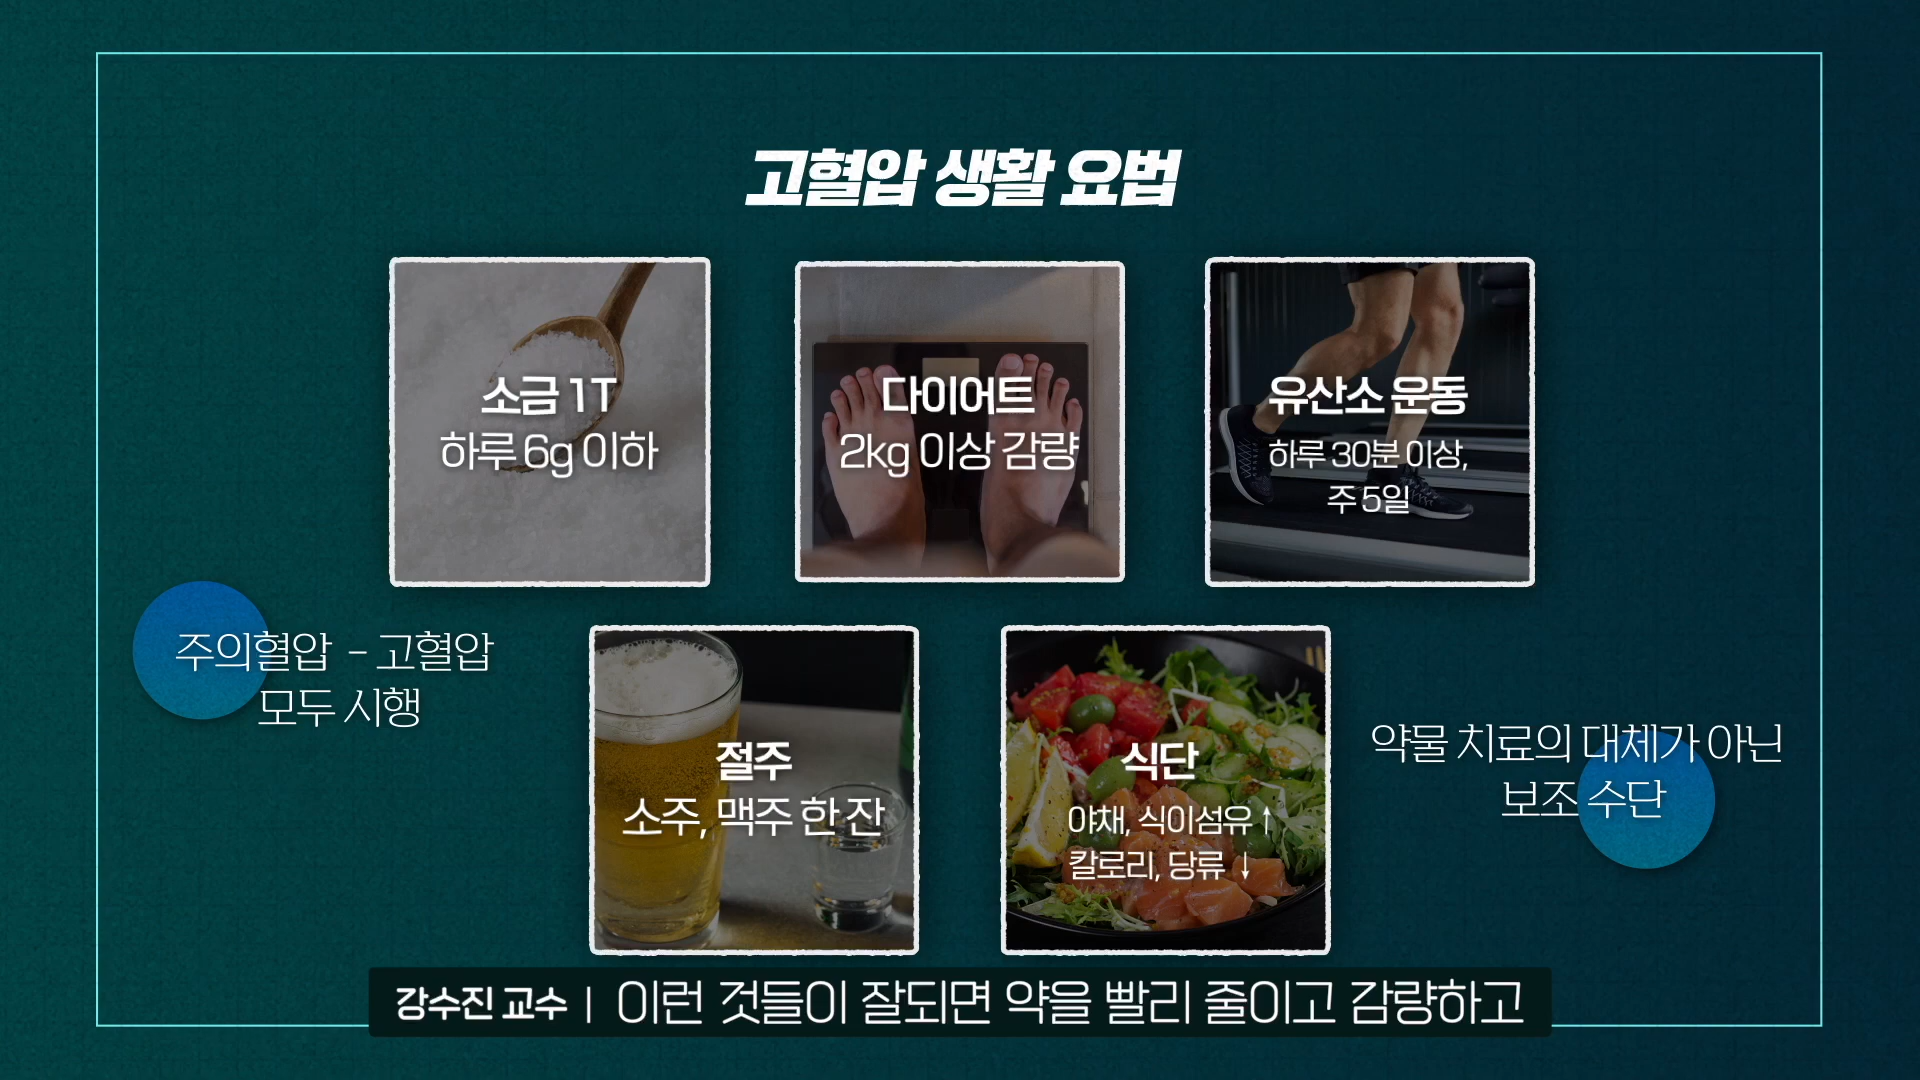 고혈압 생활 요법
소금 1T
하루 6g 이하
다이어트
2kg 이상 감량
유산소 운동
하루 30분 이상,
주 5일
주의혈압 - 고혈압
모두 시행
절주
소주, 맥주 한 잔
식단
야채, 식이섬유↑
칼로리, 당류 ↓
약물 치료의 대체가 아닌
보조 수단
강수진 교수 | 이런 것들이 잘되면 약을 빨리 줄이고 감량하고